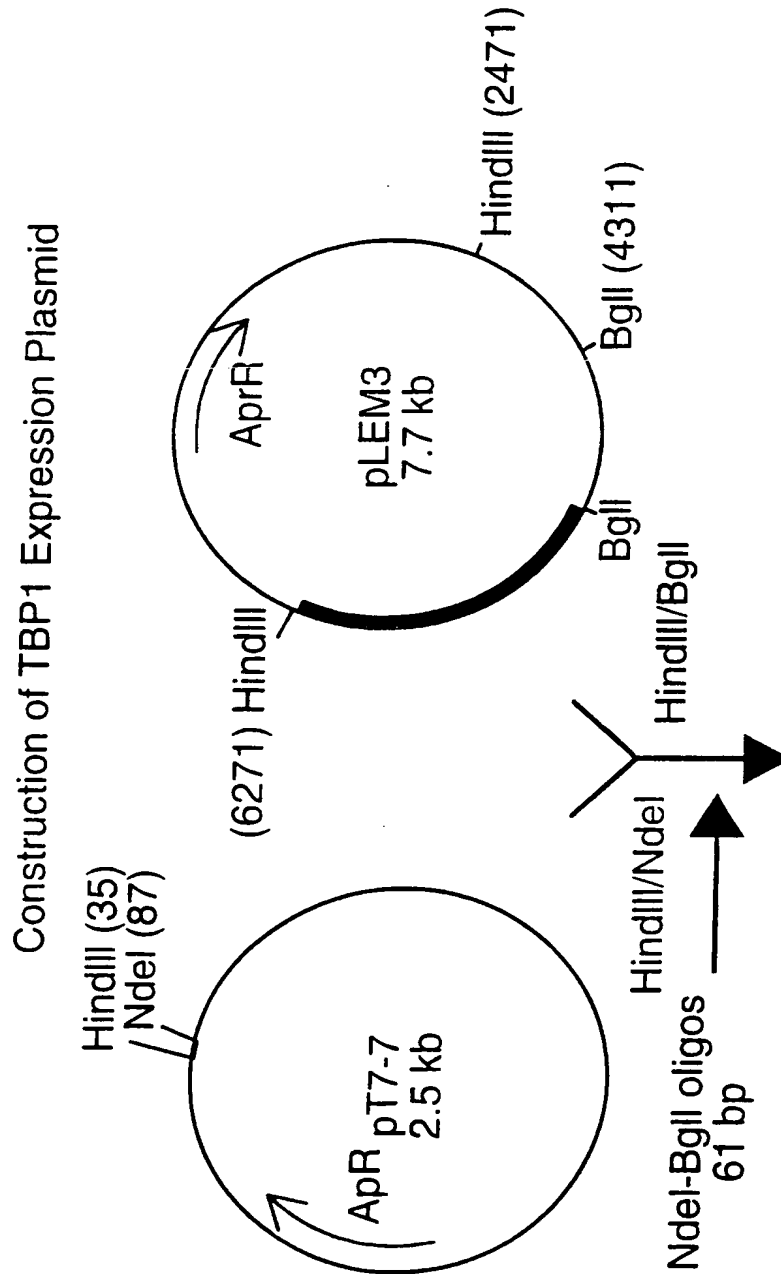 Construction of TBP1 Expression Plasmid
HindIII (35)
NdeI (87)
ApR
pT7-7
2.5 kb
(6271) HindIII
AprR
pLEM3
7.7 kb
HindIII (2471)
BglI (4311)
BglI
HindIII/NdeI
HindIII/BglI
NdeI-BglI oligos
61 bp